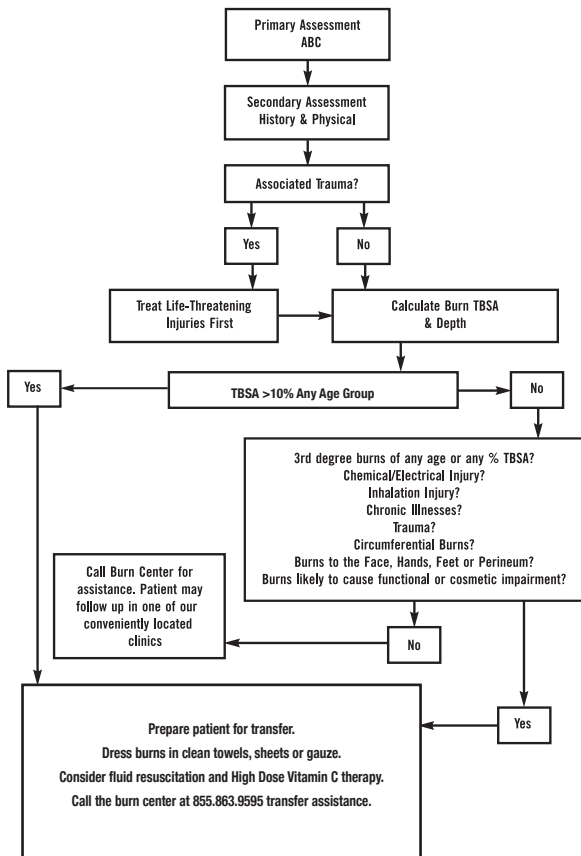 Primary Assessment
ABC
Secondary Assessment
History & Physical
Associated Trauma?
Yes
No
Treat Life-Threatening
Injuries First
Calculate Burn TBSA
& Depth
Yes
TBSA >10% Any Age Group
No
3rd degree burns of any age or any % TBSA?
Chemical/Electrical Injury?
Inhalation Injury?
Chronic Illnesses?
Trauma?
Circumferential Burns?
Burns to the Face, Hands, Feet or Perineum?
Burns likely to cause functional or cosmetic impairment?
Call Burn Center for
assistance. Patient may
follow up in one of our
conveniently located
clinics
No
Yes
Prepare patient for transfer.
Dress burns in clean towels, sheets or gauze.
Consider fluid resuscitation and High Dose Vitamin C therapy.
Call the burn center at 855.863.9595 transfer assistance.